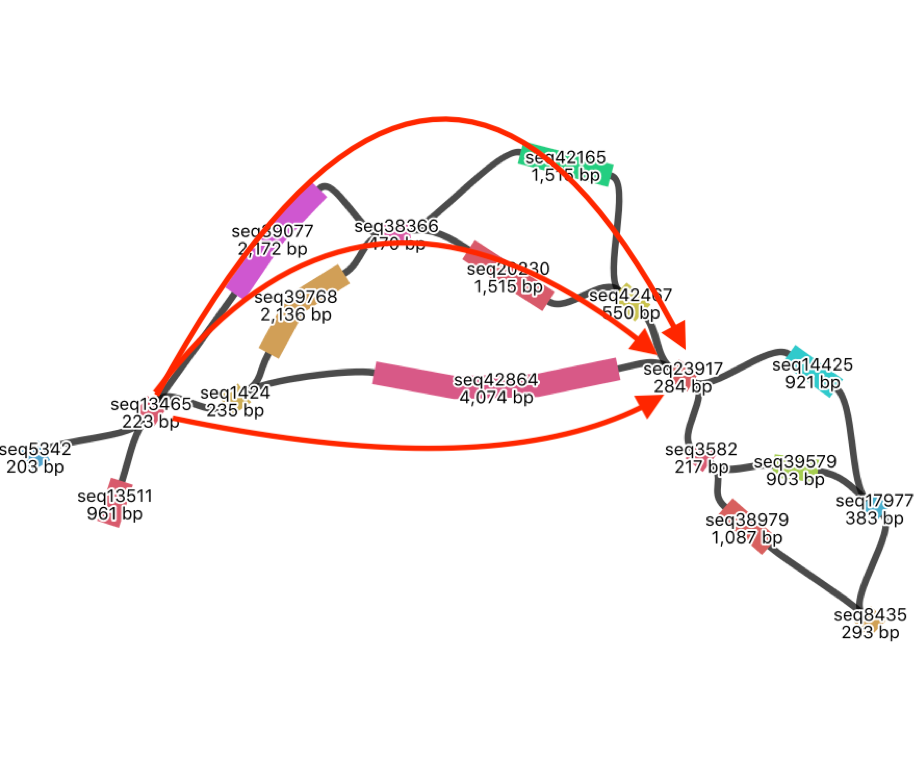 seq42165
1,515 bp
seq39077
2,172 bp
seq38366
470 bp
seq20230
1,515 bp
seq39768
2,136 bp
seq42467
550 bp
seq42864
4,074 bp
seq23917
284 bp
seq14425
921 bp
seq1424
235 bp
seq13465
223 bp
seq5342
203 bp
seq13511
961 bp
seq3582
217 bp
seq39579
903 bp
seq17977
383 bp
seq38979
1,087 bp
seq8435
293 bp